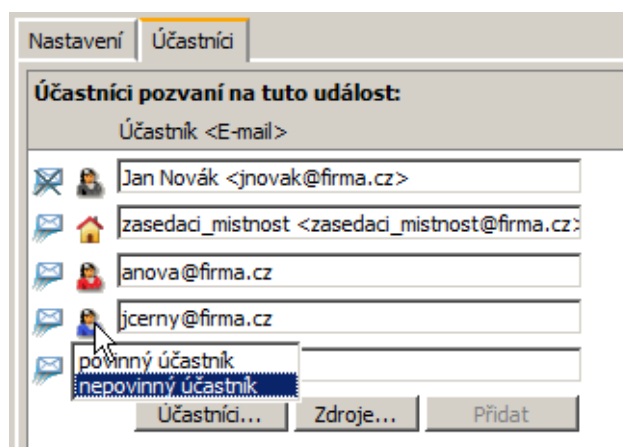 Nastavení Účastníci
Účastníci pozvaní na tuto událost:
Účastník <E-mail>
Jan Novák <jnovak@firma.cz>
zasedaci_mistnost <zasedaci_mistnost@firma.cz>
anova@firma.cz
jcerny@firma.cz
povinný účastník
nepovinný účastník
Účastníci... Zdroje... Přidat